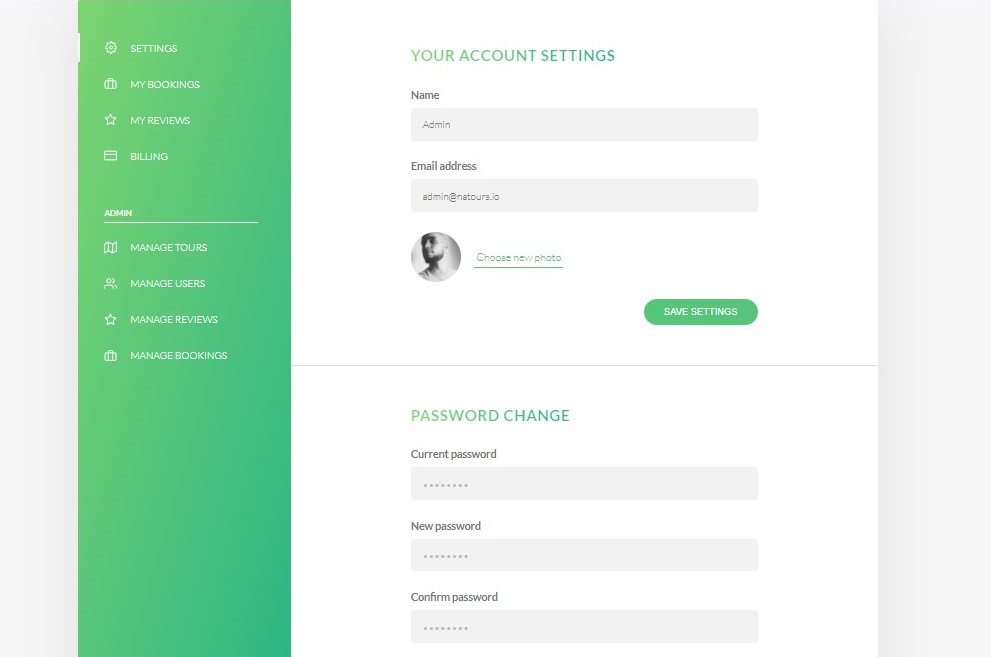 SETTINGS
MY BOOKINGS
MY REVIEWS
BILLING
ADMIN
MANAGE TOURS
MANAGE USERS
MANAGE REVIEWS
MANAGE BOOKINGS
YOUR ACCOUNT SETTINGS
Name
Admin
Email address
admin@natours.io
Choose new photo
SAVE SETTINGS
PASSWORD CHANGE
Current password
••••••••
New password
••••••••
Confirm password
••••••••